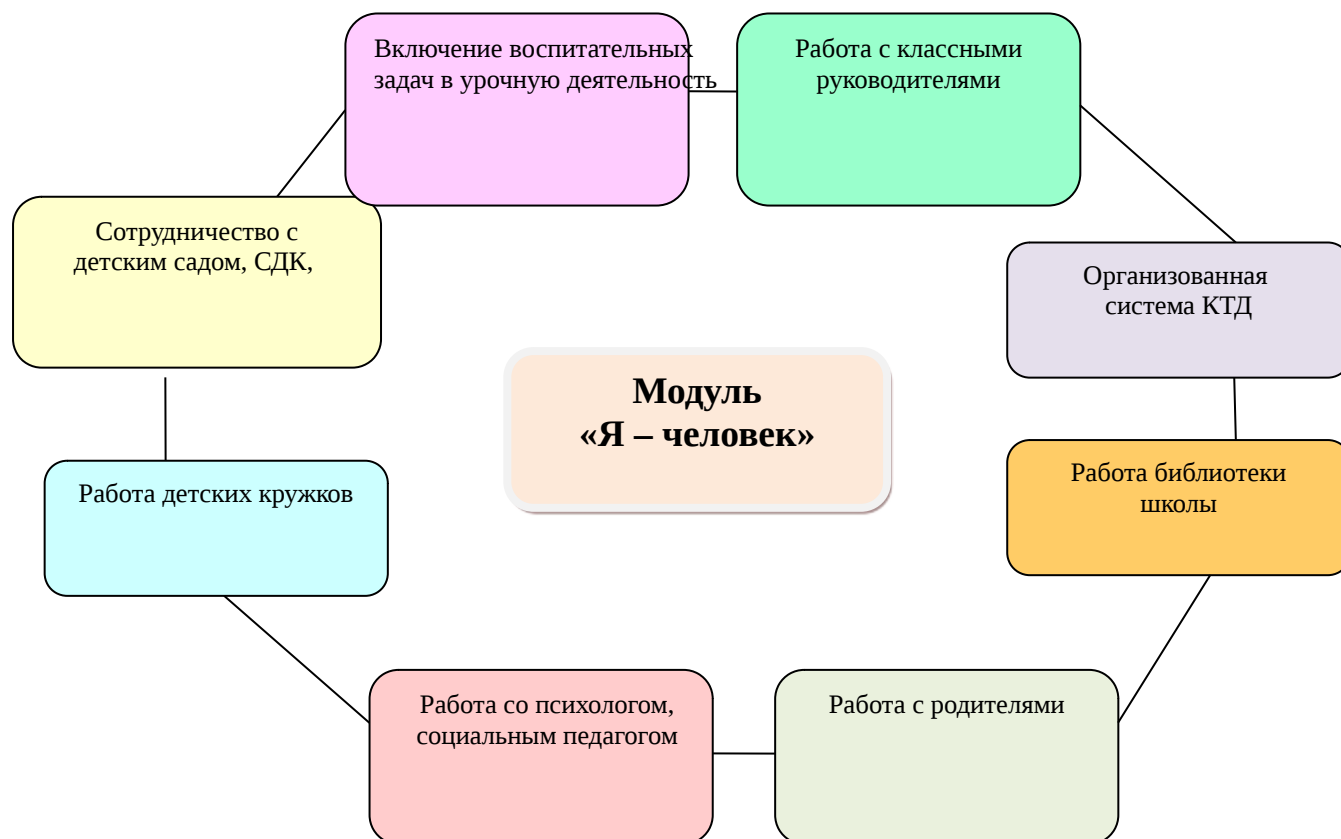 Включение воспитательных
задач в урочную деятельность
Работа с классными
руководителями
Сотрудничество с
детским садом, СДК,
Организованная
система КТД
Модуль
«Я – человек»
Работа детских кружков
Работа библиотеки
школы
Работа со психологом,
социальным педагогом
Работа с родителями